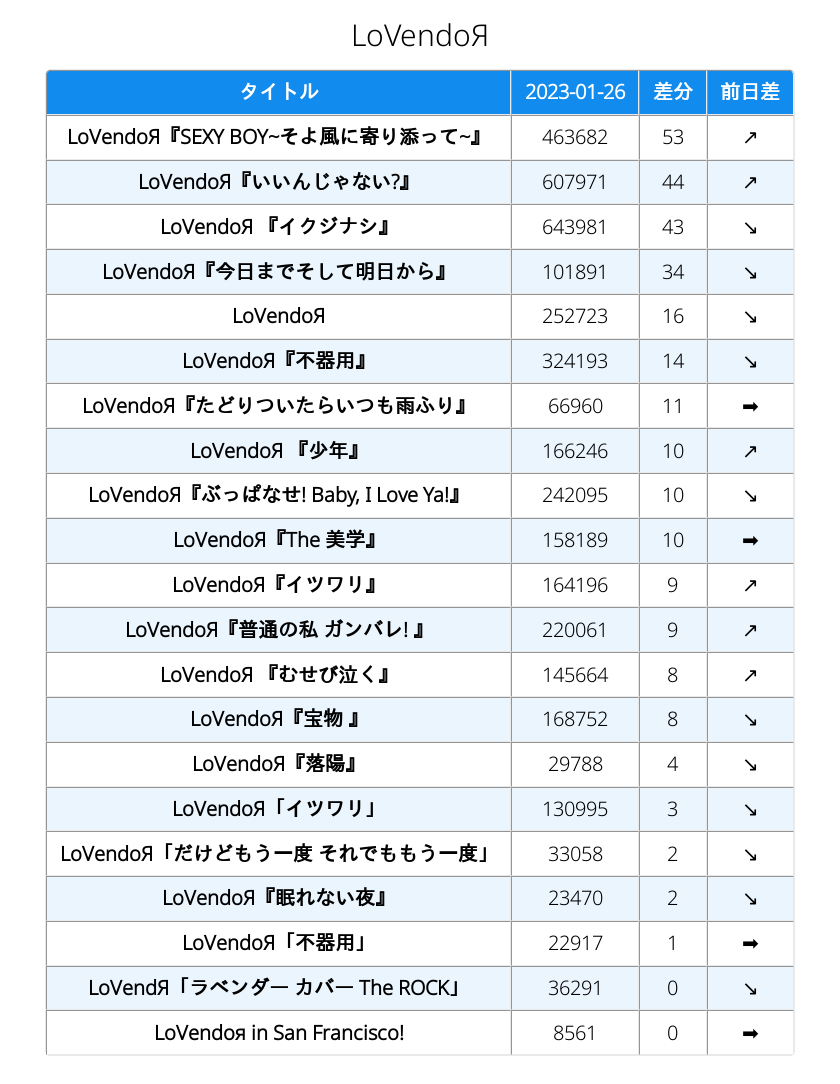 LoVendoЯ
タイトル 2023-01-26 差分 前日差
LoVendoЯ『SEXY BOY~そよ風に寄り添って~』 463682 53 ↗
LoVendoЯ『いいんじゃない?』 607971 44 ↗
LoVendoЯ 『イクジナシ』 643981 43 ↘
LoVendoЯ『今日までそして明日から』 101891 34 ↘
LoVendoЯ 252723 16 ↘
LoVendoЯ『不器用』 324193 14 ↘
LoVendoЯ『たどりついたらいつも雨ふり』 66960 11 ➡
LoVendoЯ 『少年』 166246 10 ↗
LoVendoЯ『ぶっぱなせ! Baby, I Love Ya!』 242095 10 ↘
LoVendoЯ『The 美学』 158189 10 ➡
LoVendoЯ『イツワリ』 164196 9 ↗
LoVendoЯ『普通の私 ガンバレ! 』 220061 9 ↗
LoVendoЯ 『むせび泣く』 145664 8 ↗
LoVendoЯ『宝物 』 168752 8 ↘
LoVendoЯ『落陽』 29788 4 ↘
LoVendoЯ「イツワリ」 130995 3 ↘
LoVendoЯ「だけどもう一度 それでももう一度」 33058 2 ↘
LoVendoЯ『眠れない夜』 23470 2 ↘
LoVendoЯ「不器用」 22917 1 ➡
LoVendЯ「ラベンダー カバー The ROCK」 36291 0 ↘
LoVendoя in San Francisco! 8561 0 ➡